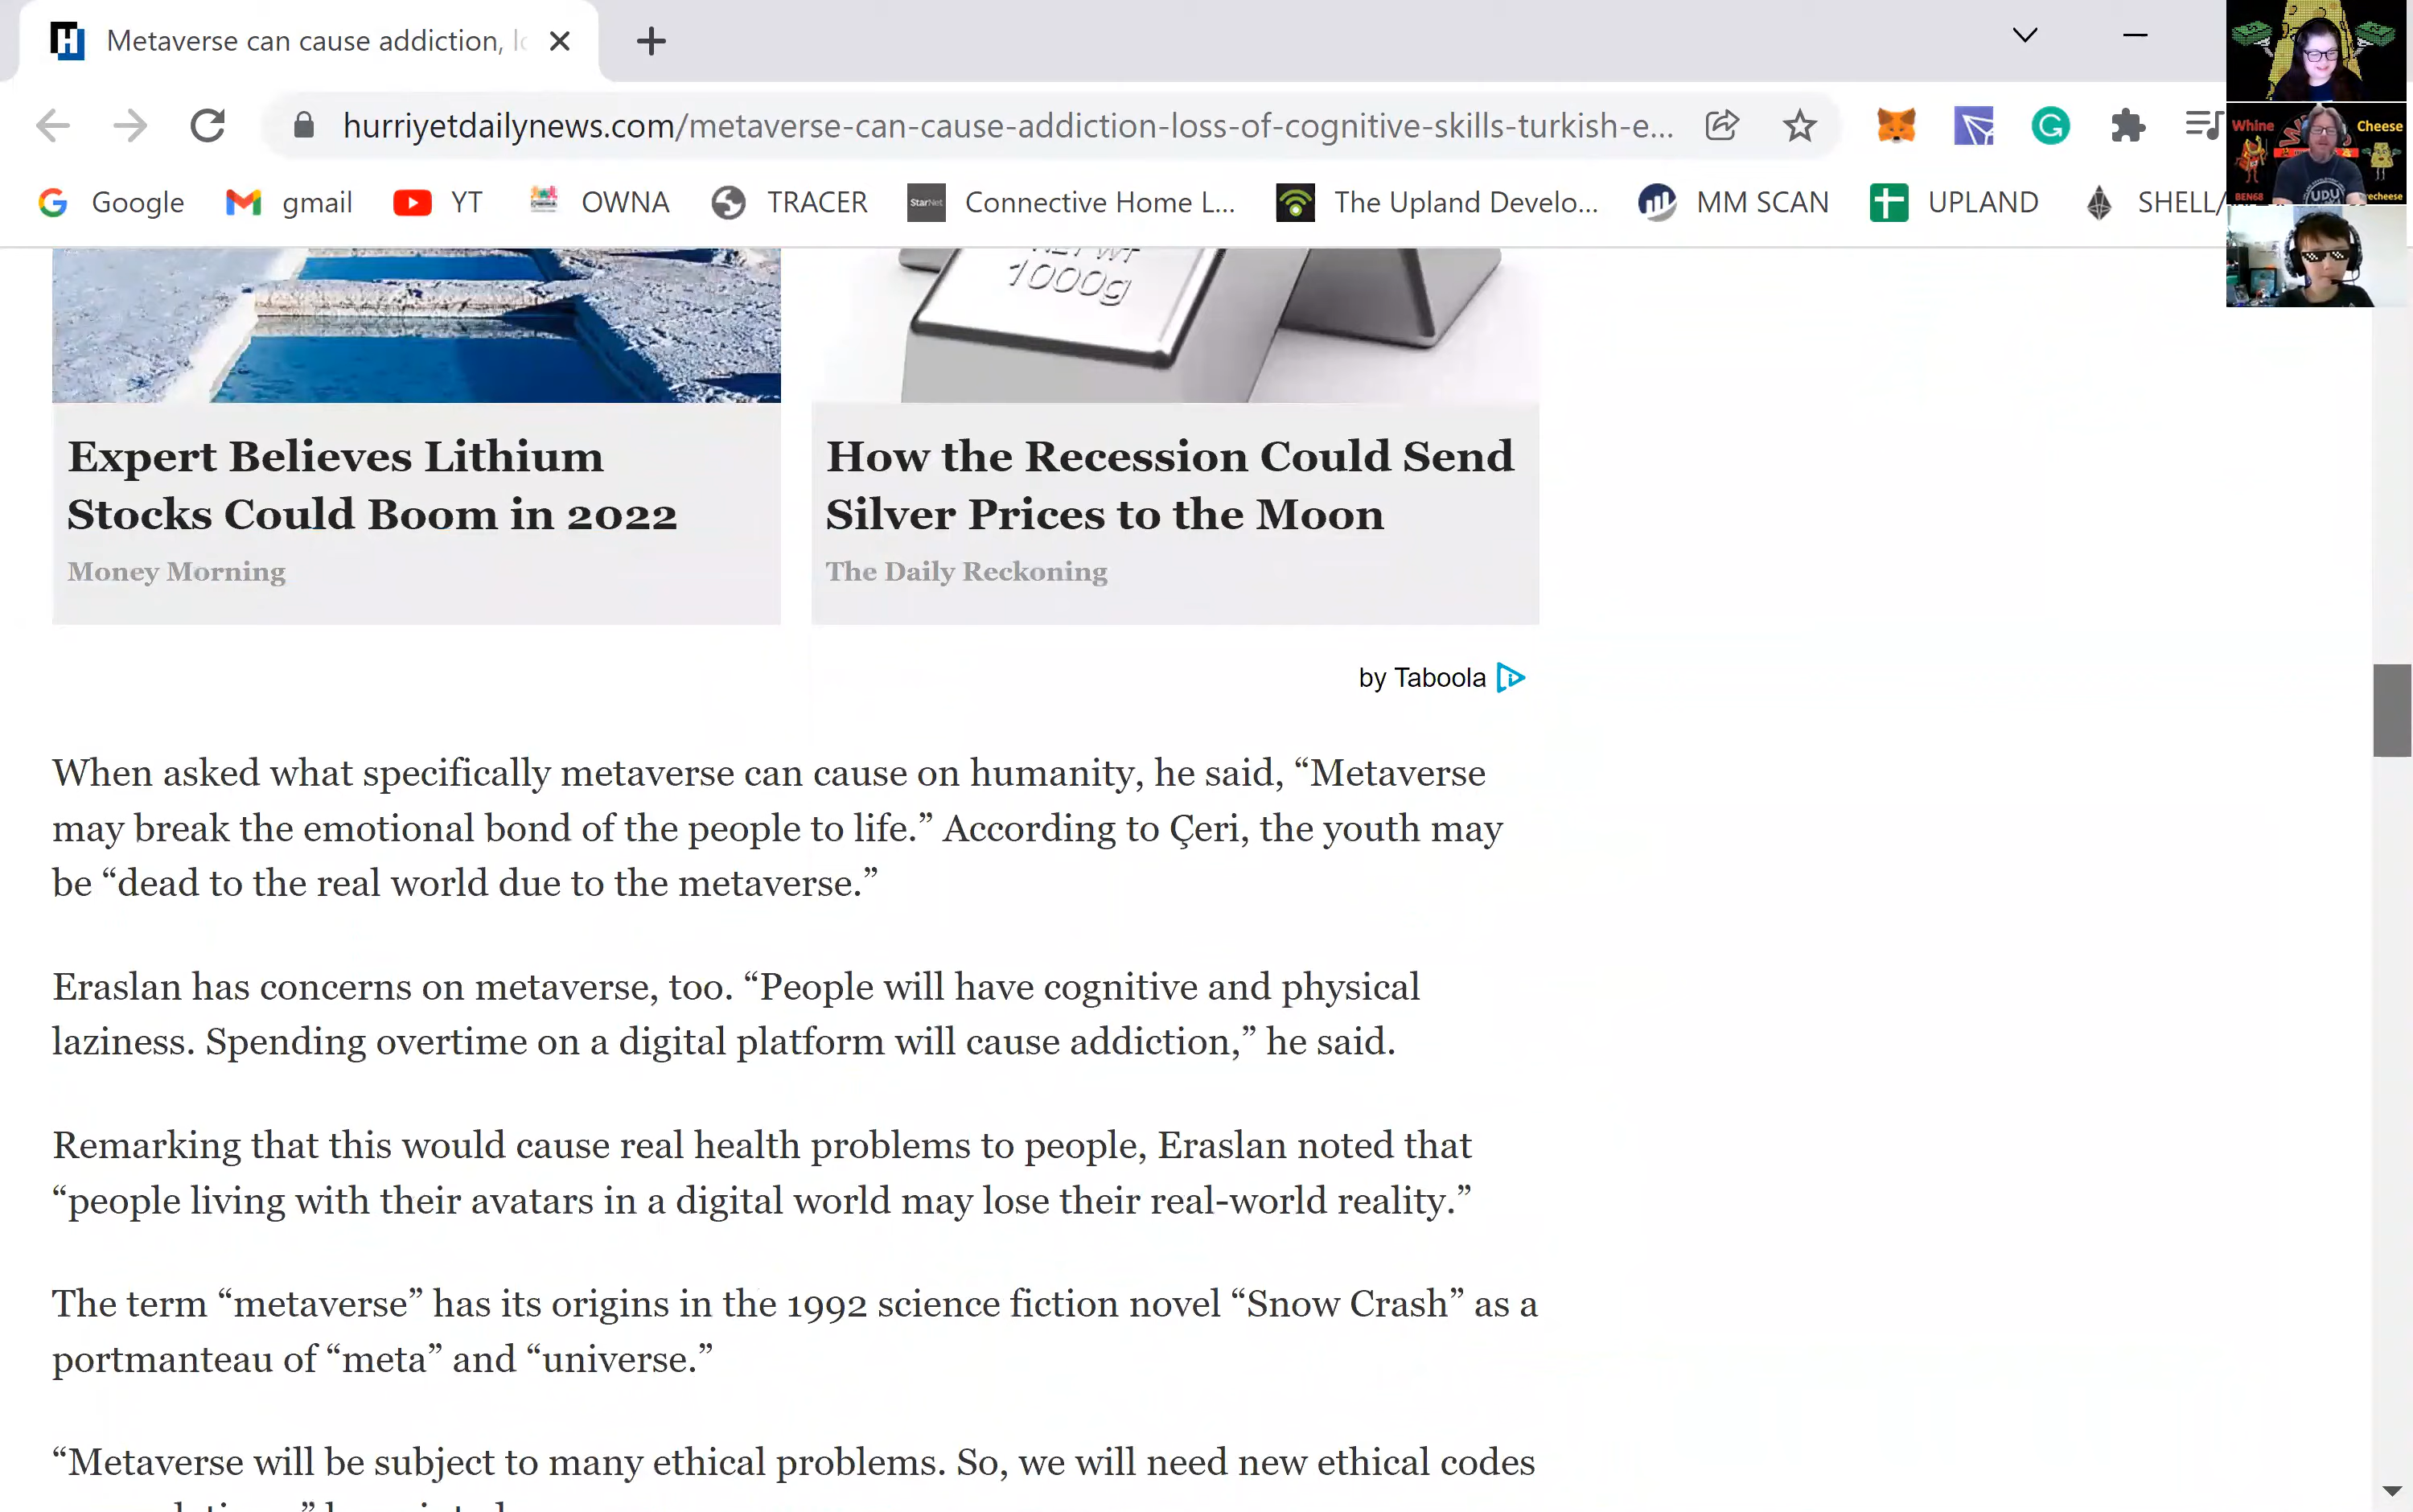 Metaverse can cause addiction,
hurriyetdailynews.com/metaverse-can-cause-addiction-loss-of-cognitive-skills-turkish-e...
Google gmail YT OWNA TRACER StarNet Connective Home L... The Upland Develo... MM SCAN UPLAND SHELL/
Whine Cheese
BEN68 UDU echeese
NET WT
1000g
Expert Believes Lithium
Stocks Could Boom in 2022
Money Morning
How the Recession Could Send
Silver Prices to the Moon
The Daily Reckoning
by Taboola
When asked what specifically metaverse can cause on humanity, he said, “Metaverse
may break the emotional bond of the people to life.” According to Çeri, the youth may
be “dead to the real world due to the metaverse.”
Eraslan has concerns on metaverse, too. “People will have cognitive and physical
laziness. Spending overtime on a digital platform will cause addiction,” he said.
Remarking that this would cause real health problems to people, Eraslan noted that
“people living with their avatars in a digital world may lose their real-world reality.”
The term “metaverse” has its origins in the 1992 science fiction novel “Snow Crash” as a
portmanteau of “meta” and “universe.”
“Metaverse will be subject to many ethical problems. So, we will need new ethical codes